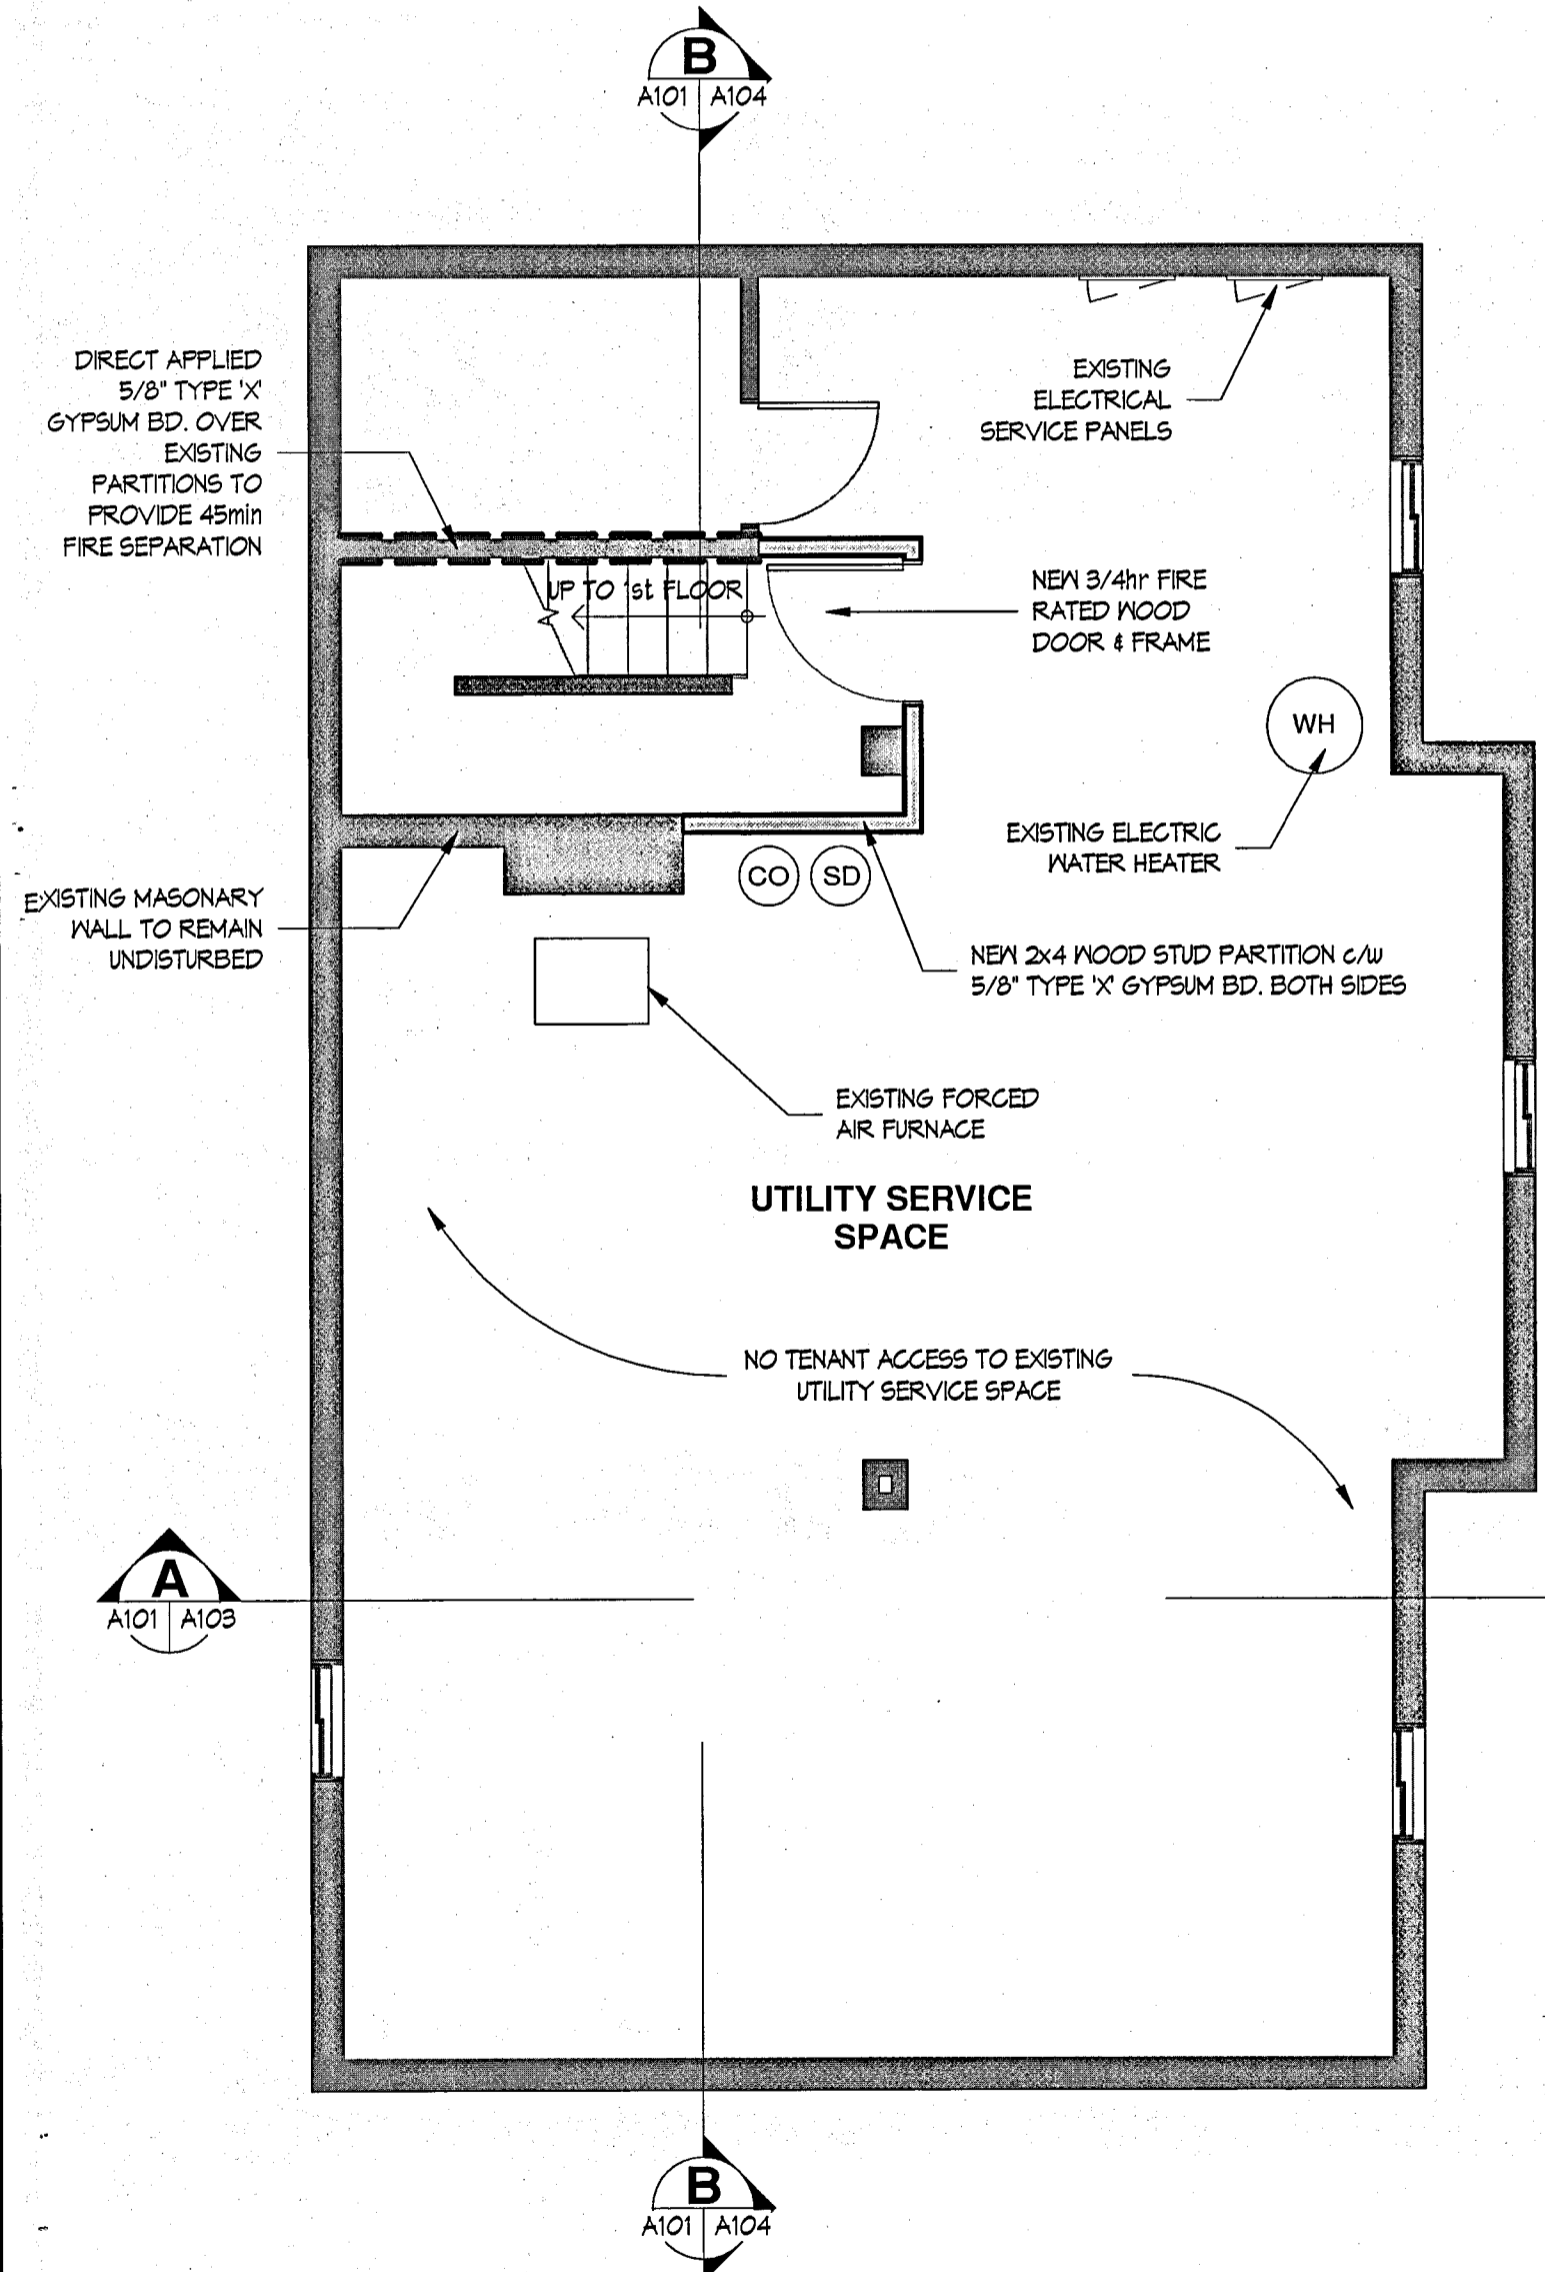 B
A101 A104
DIRECT APPLIED
5/8" TYPE 'X'
GYPSUM BD. OVER
EXISTING
PARTITIONS TO
PROVIDE 45min
FIRE SEPARATION
EXISTING
ELECTRICAL
SERVICE PANELS
UP TO 1st FLOOR
NEW 3/4hr FIRE
RATED WOOD
DOOR & FRAME
WH
EXISTING ELECTRIC
WATER HEATER
CO SD
EXISTING MASONARY
WALL TO REMAIN
UNDISTURBED
NEW 2x4 WOOD STUD PARTITION c/w
5/8" TYPE 'X' GYPSUM BD. BOTH SIDES
EXISTING FORCED
AIR FURNACE
UTILITY SERVICE
SPACE
NO TENANT ACCESS TO EXISTING
UTILITY SERVICE SPACE
A
A101 A103
B
A101 A104